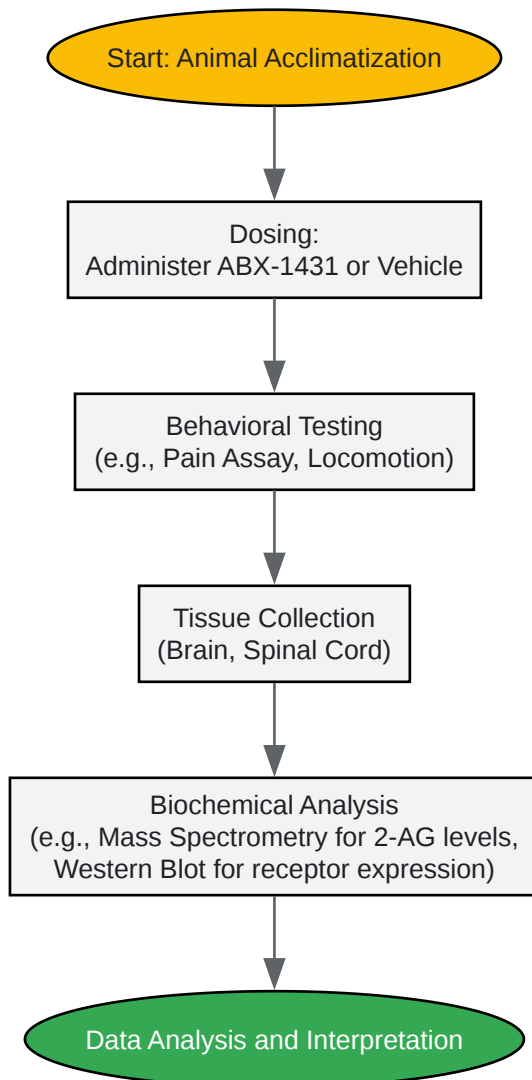 Start: Animal Acclimatization
Dosing:
Administer ABX-1431 or Vehicle
Behavioral Testing
(e.g., Pain Assay, Locomotion)
Tissue Collection
(Brain, Spinal Cord)
Biochemical Analysis
(e.g., Mass Spectrometry for 2-AG levels,
Western Blot for receptor expression)
Data Analysis and Interpretation